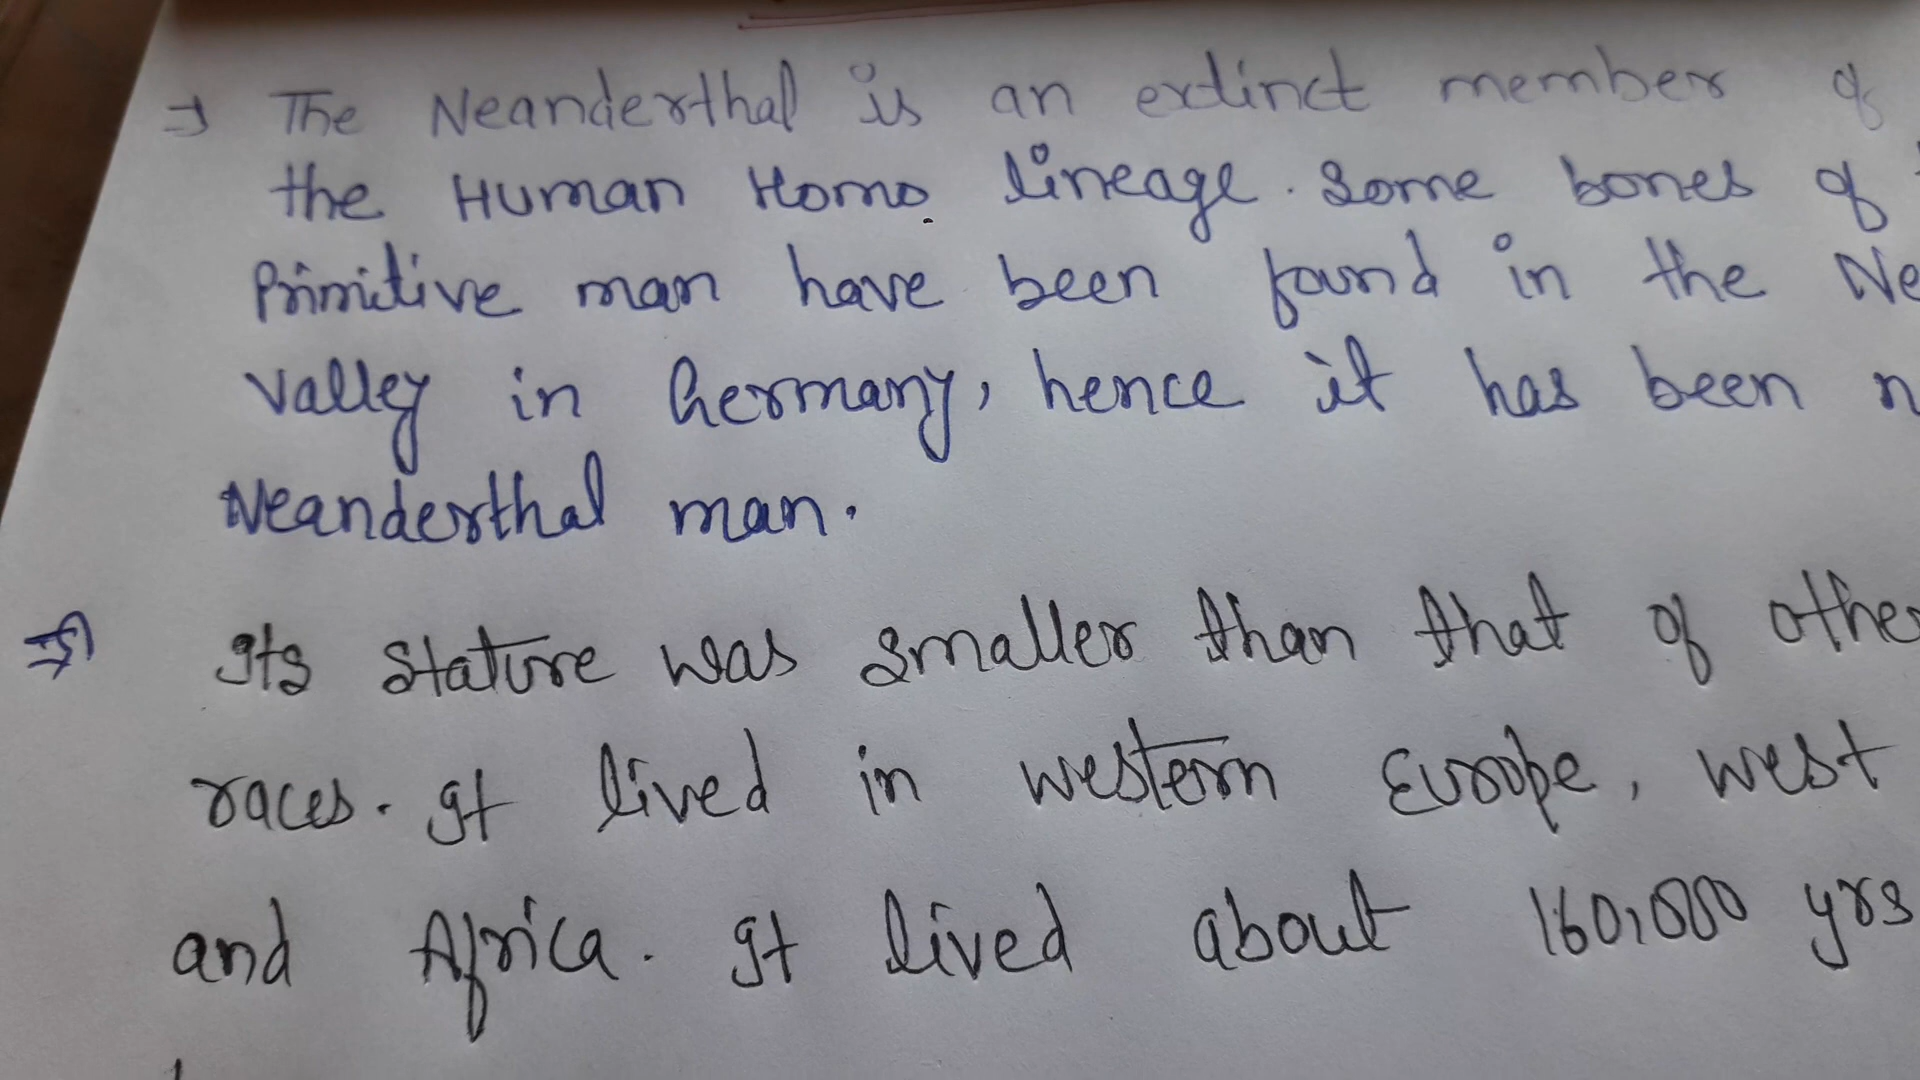 ⇒ The Neanderthal is an extinct member of
the Human Homo lineage. Some bones of
Primitive man have been found in the Ne
valley in Germany, hence it has been n
Neanderthal man.
⇒ Its stature was smaller than that of other
races. It lived in western Europe, west
and Africa. It lived about 160,000 yrs